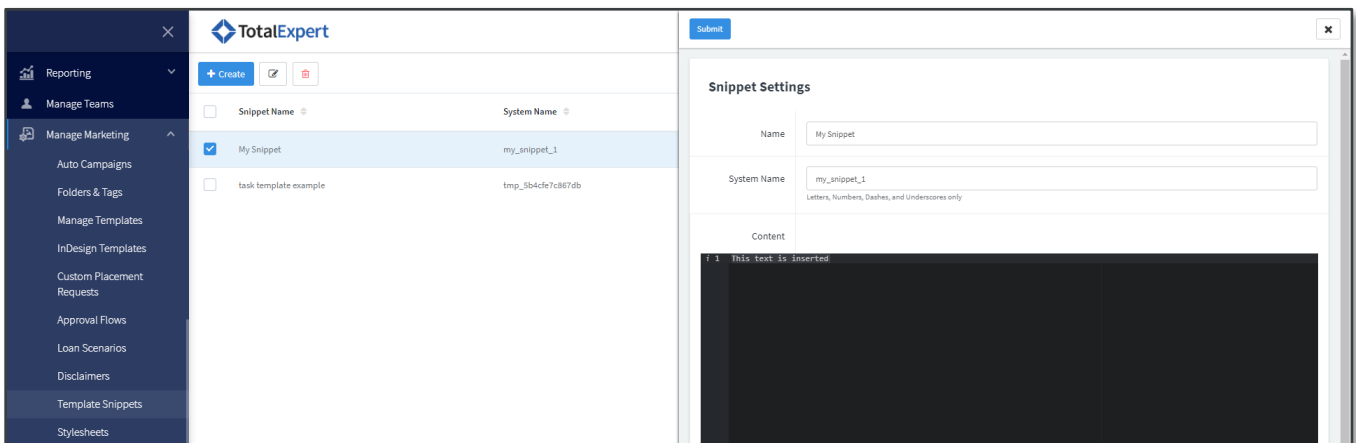 Reporting
Manage Teams
Manage Marketing
Auto Campaigns
Folders & Tags
Manage Templates
InDesign Templates
Custom Placement
Requests
Approval Flows
Loan Scenarios
Disclaimers
Template Snippets
Stylesheets
TotalExpert
+ Create
Snippet Name System Name
My Snippet my_snippet_1
task template example tmp_5b4cfe7c867db
Submit
Snippet Settings
Name My Snippet
System Name my_snippet_1
Letters, Numbers, Dashes, and Underscores only
Content
i 1 This text is inserted